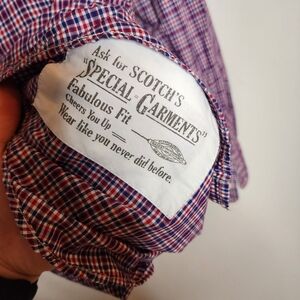 Ask for SCOTCH'S
"SPECIAL GARMENTS"
Fabulous Fit
Cheers You Up
Wear like you never did before.